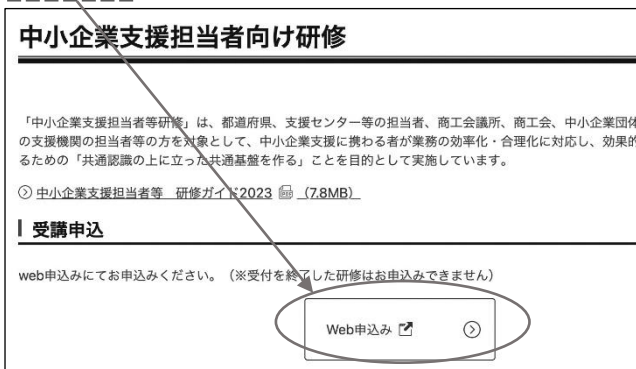 中小企業支援担当者向け研修
「中小企業支援担当者等研修」は、都道府県、支援センター等の担当者、商工会議所、商工会、中小企業団体
の支援機関の担当者等の方を対象として、中小企業支援に携わる者が業務の効率化・合理化に対応し、効果的
るための「共通認識の上に立った共通基盤を作る」ことを目的として実施しています。
中小企業支援担当者等　研修ガイド2023 (7.8MB)
受講申込
web申込みにてお申込みください。（※受付を終了した研修はお申込みできません）
Web申込み